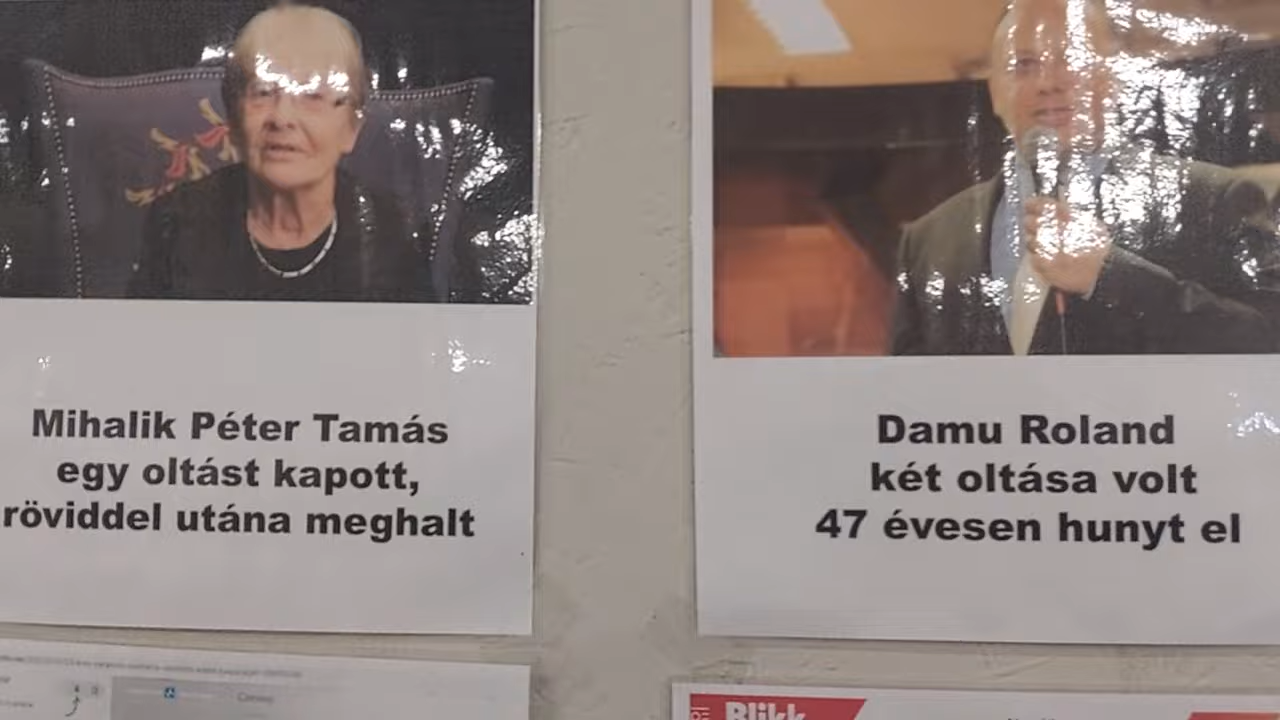 Mihalik Péter Tamás
egy oltást kapott,
röviddel utána meghalt
Damu Roland
két oltása volt
47 évesen hunyt el
Blikk